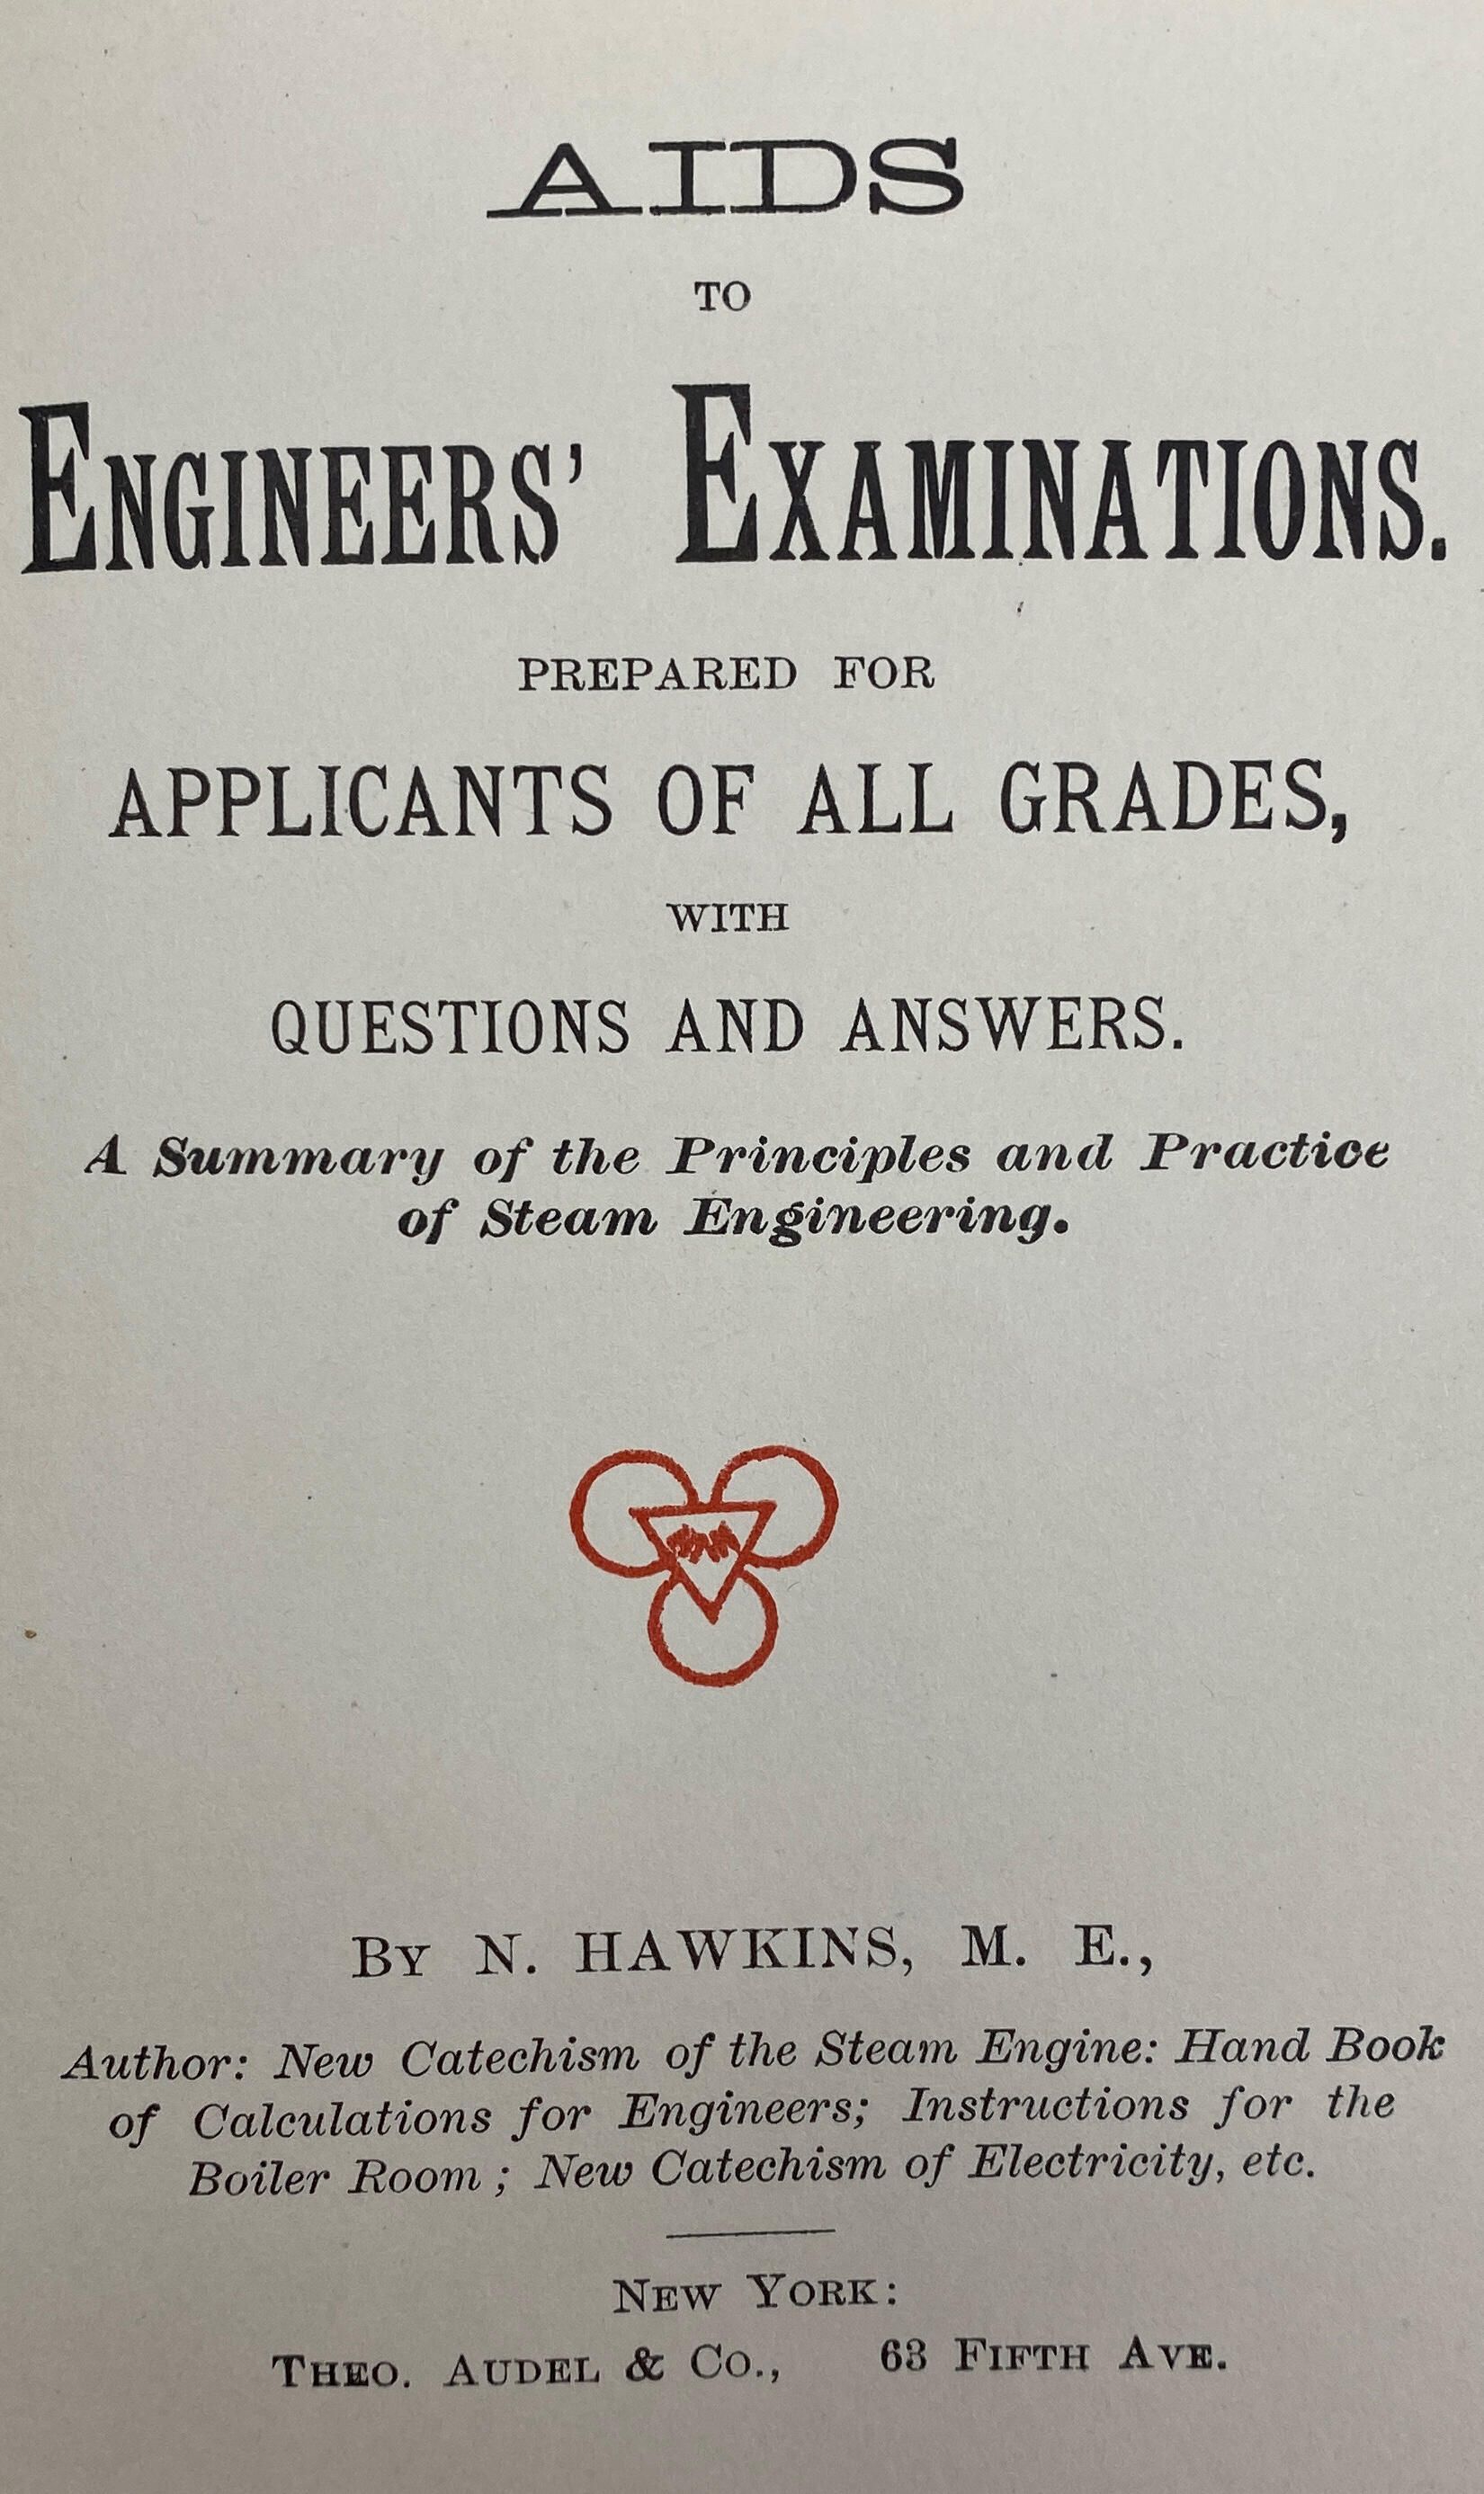 AIDS
TO
ENGINEERS' EXAMINATIONS.
PREPARED FOR
APPLICANTS OF ALL GRADES,
WITH
QUESTIONS AND ANSWERS.
A Summary of the Principles and Practice
of Steam Engineering.
BY N. HAWKINS, M. E.,
Author: New Catechism of the Steam Engine: Hand Book
of Calculations for Engineers; Instructions for the
Boiler Room ; New Catechism of Electricity, etc.
NEW YORK:
THEO. AUDEL & CO., 63 FIFTH AVE.